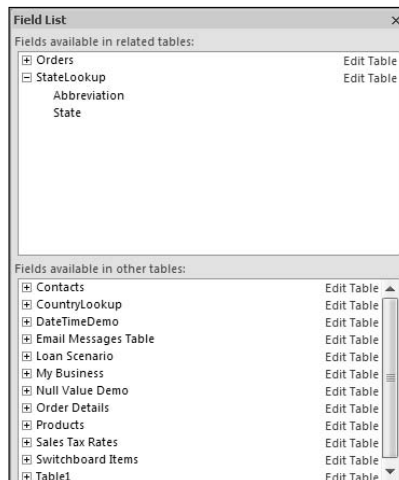 Field List
Fields available in related tables:
Orders Edit Table
StateLookup Edit Table
Abbreviation
State
Fields available in other tables:
Contacts Edit Table
CountryLookup Edit Table
DateTimeDemo Edit Table
Email Messages Table Edit Table
Loan Scenario Edit Table
My Business Edit Table
Null Value Demo Edit Table
Order Details Edit Table
Products Edit Table
Sales Tax Rates Edit Table
Switchboard Items Edit Table
Table1 Edit Table